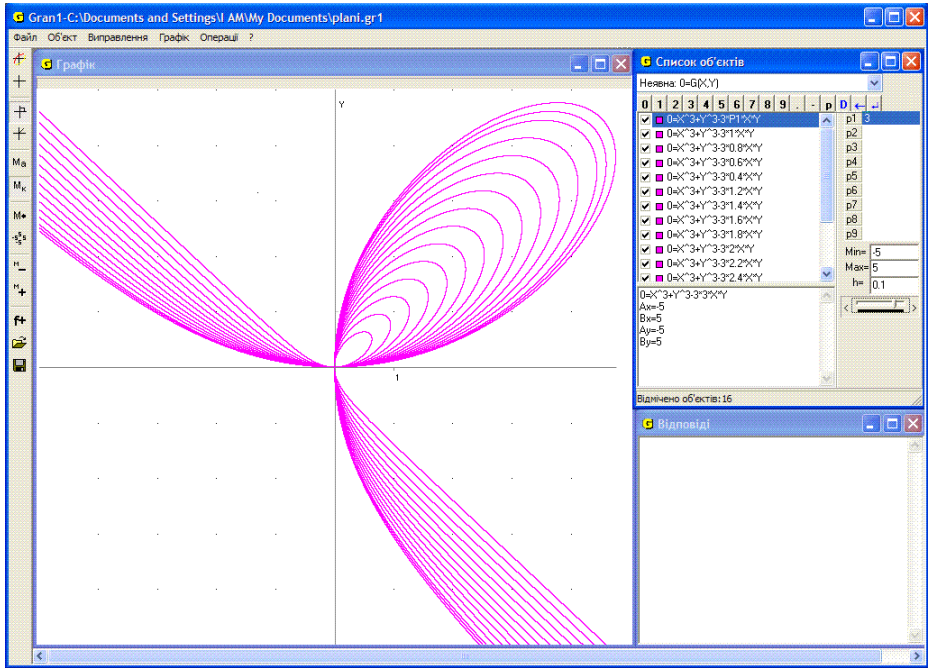 Gran1-C:\Documents and Settings\I AM\My Documents\plani.gr1
Файл Об'єкт Виправлення Графік Операції ?
Графік
Y
1
Список об'єктів
Неявна: 0=G(X,Y)
0 1 2 3 4 5 6 7 8 9 . - p D ← ↵
0=X^3+Y^3-3*P1*X*Y
0=X^3+Y^3-3*1*X*Y
0=X^3+Y^3-3*0.8*X*Y
0=X^3+Y^3-3*0.6*X*Y
0=X^3+Y^3-3*0.4*X*Y
0=X^3+Y^3-3*1.2*X*Y
0=X^3+Y^3-3*1.4*X*Y
0=X^3+Y^3-3*1.6*X*Y
0=X^3+Y^3-3*1.8*X*Y
0=X^3+Y^3-3*2*X*Y
0=X^3+Y^3-3*2.2*X*Y
0=X^3+Y^3-3*2.4*X*Y
p1 3
p2
p3
p4
p5
p6
p7
p8
p9
Min= -5
Max= 5
h= 0.1
0=X^3+Y^3-3*3*X*Y
Ax=-5
Bx=5
Ay=-5
By=5
Відмічено об'єктів:16
Відповіді
Ma
Mк
M
M
M
f+